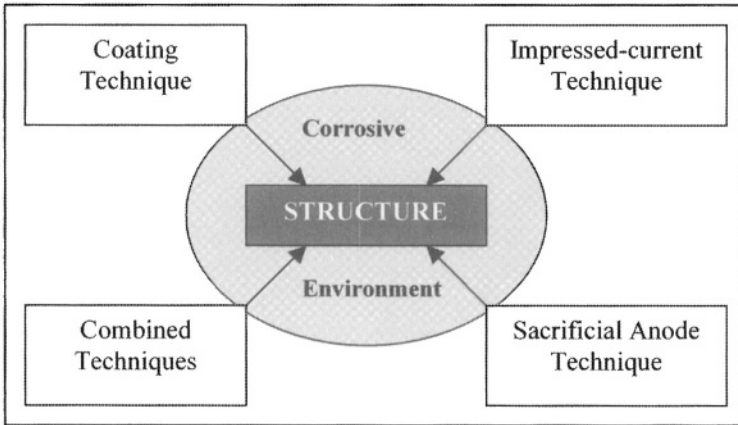 Coating
Technique
Impressed-current
Technique
Corrosive
STRUCTURE
Environment
Combined
Techniques
Sacrificial Anode
Technique